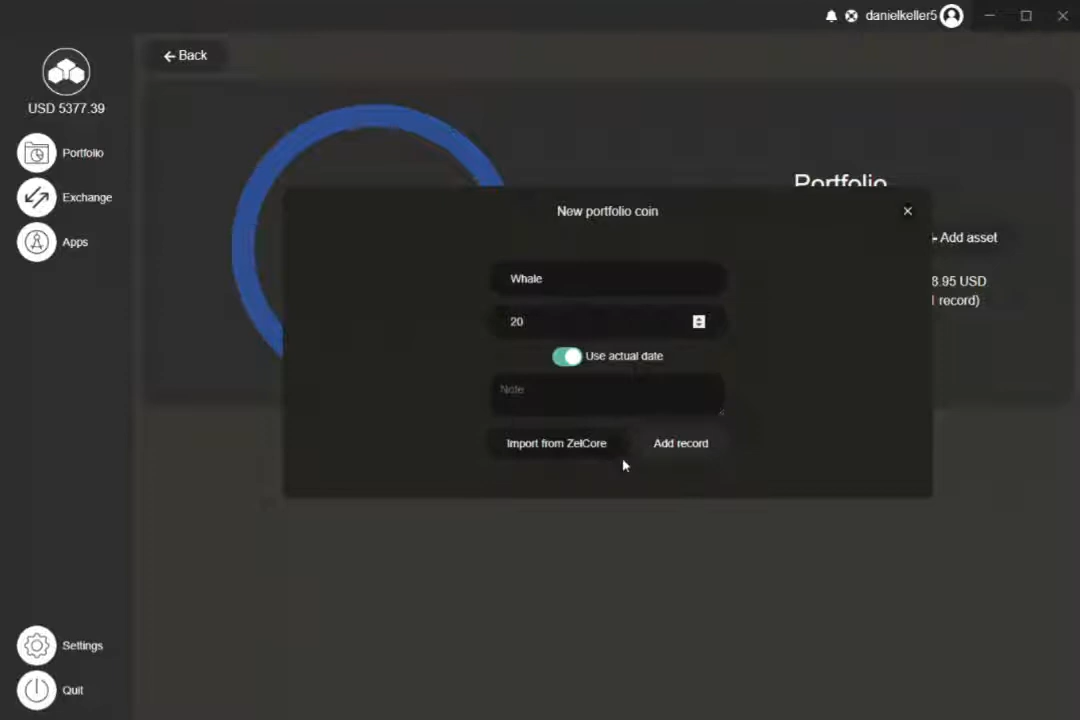 danielkeller5
Back
USD 5377.39
Portfolio
Exchange
Apps
Portfolio
Add asset
8.95 USD
record)
New portfolio coin
Whale
20
Use actual date
Note
Import from ZelCore
Add record
Settings
Quit